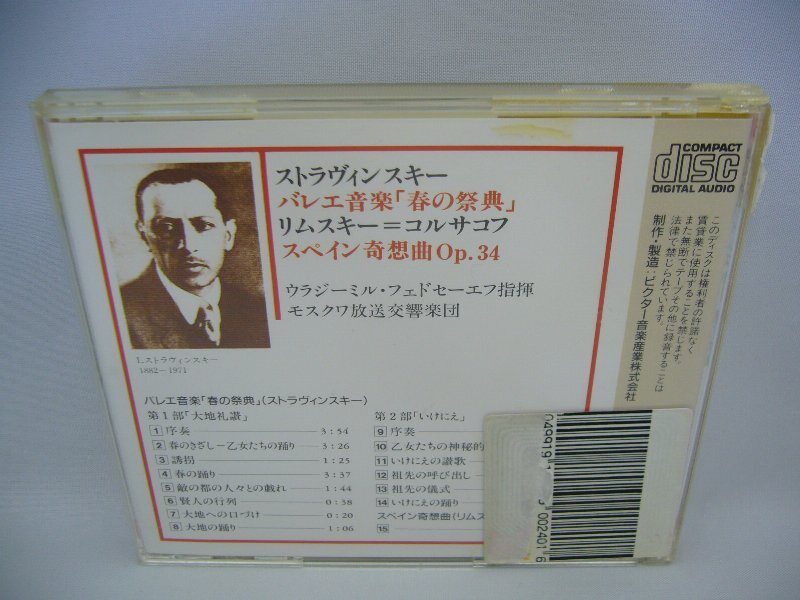 ストラヴィンスキー
バレエ音楽「春の祭典」
リムスキー＝コルサコフ
スペイン奇想曲Op.34
ウラジーミル・フェドセーエフ指揮
モスクワ放送交響楽団
I.ストラヴィンスキー
1882－1971
COMPACT
disc
DIGITAL AUDIO
このディスクは権利者の許諾なく
賃貸業に使用することを禁じます。
また無断でテープその他に録音することは
法律で禁じられています。
制作・製造：ビクター音楽産業株式会社
バレエ音楽「春の祭典」(ストラヴィンスキー)
第1部「大地礼讃」
1 序奏 3:54
2 春のきざし－乙女たちの踊り 3:26
3 誘拐 1:25
4 春の踊り 3:37
5 敵の都の人々との戯れ 1:44
6 賢人の行列 0:38
7 大地への口づけ 0:20
8 大地の踊り 1:06
第2部「いけにえ」
9 序奏
10 乙女たちの神秘的
11 いけにえの讃歌
12 祖先の呼び出し
13 祖先の儀式
14 いけにえの踊り
スペイン奇想曲(リムス
15